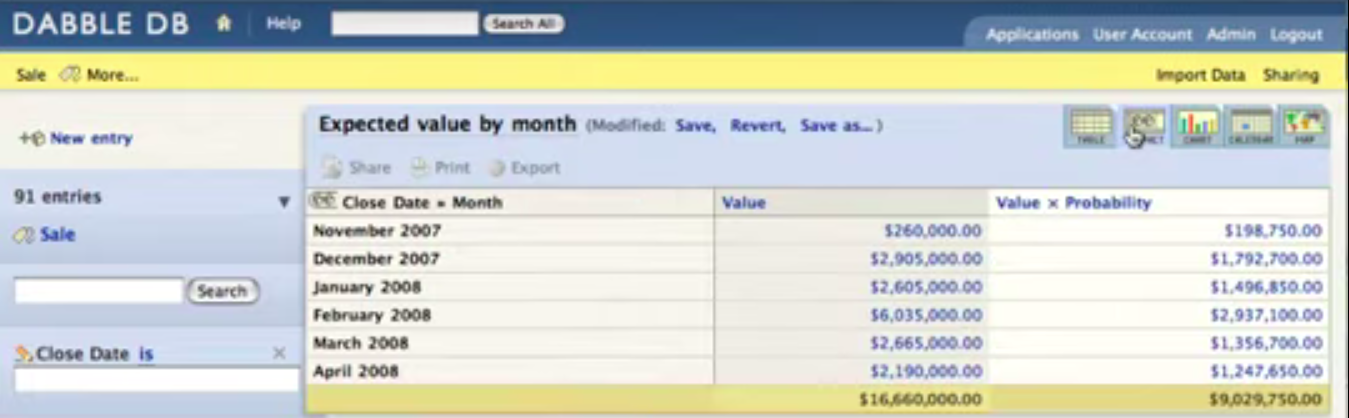 DABBLE DB Help Search All
Applications User Account Admin Logout
Sale More...
Import Data Sharing
New entry
Expected value by month (Modified: Save, Revert, Save as... )
TABLE CHART CALENDAR MAP
Share Print Export
91 entries
Sale
Search
Close Date is
Close Date » Month Value Value × Probability
November 2007 $260,000.00 $198,750.00
December 2007 $2,905,000.00 $1,792,700.00
January 2008 $2,605,000.00 $1,496,850.00
February 2008 $6,035,000.00 $2,937,100.00
March 2008 $2,665,000.00 $1,356,700.00
April 2008 $2,190,000.00 $1,247,650.00
$16,660,000.00 $9,029,750.00